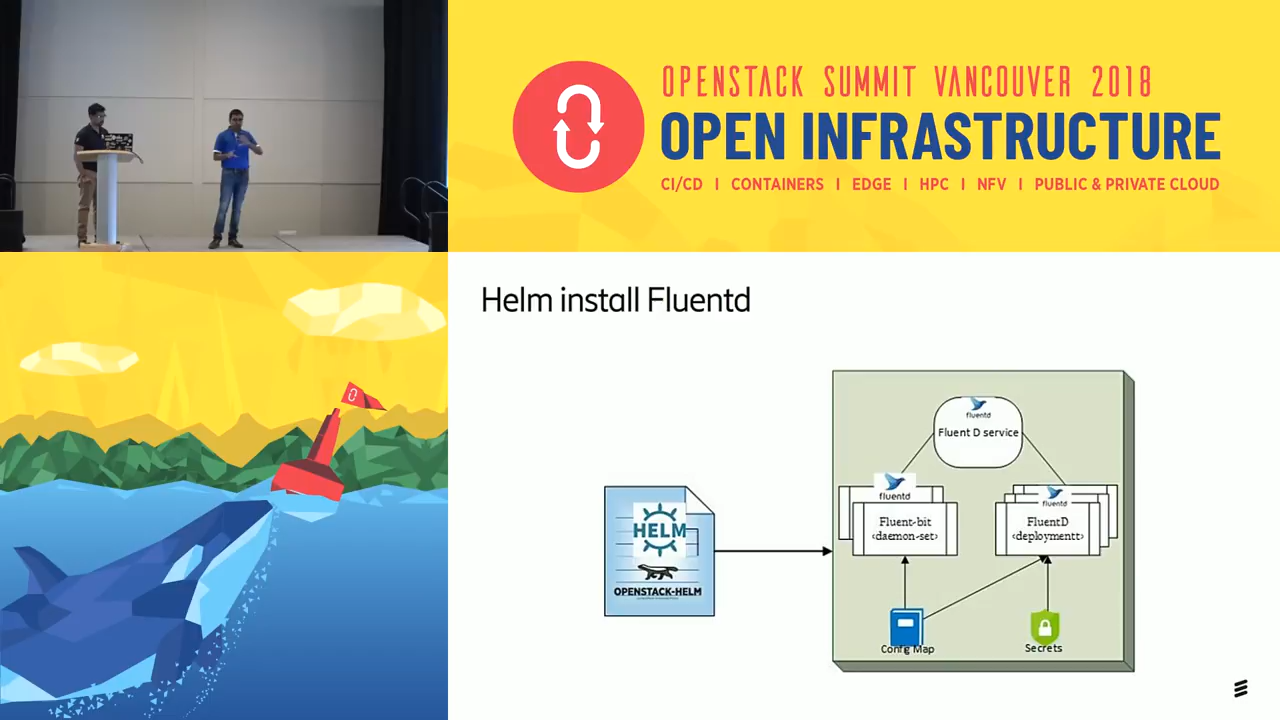 OPENSTACK SUMMIT VANCOUVER 2018
OPEN INFRASTRUCTURE
CI/CD | CONTAINERS | EDGE | HPC | NFV | PUBLIC & PRIVATE CLOUD
Helm install Fluentd
fluentd
Fluent D service
fluentd
Fluent-bit
<daemon-set>
fluentd
FluentD
<deploymentt>
HELM
OPENSTACK-HELM
Config Map
Secrets